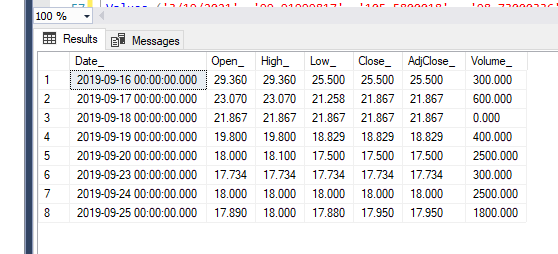 100 %
Results Messages
Date_ Open_ High_ Low_ Close_ AdjClose_ Volume_
1 2019-09-16 00:00:00.000 29.360 29.360 25.500 25.500 25.500 300.000
2 2019-09-17 00:00:00.000 23.070 23.070 21.258 21.867 21.867 600.000
3 2019-09-18 00:00:00.000 21.867 21.867 21.867 21.867 21.867 0.000
4 2019-09-19 00:00:00.000 19.800 19.800 18.829 18.829 18.829 400.000
5 2019-09-20 00:00:00.000 18.000 18.100 17.500 17.500 17.500 2500.000
6 2019-09-23 00:00:00.000 17.734 17.734 17.734 17.734 17.734 300.000
7 2019-09-24 00:00:00.000 18.000 18.000 18.000 18.000 18.000 2500.000
8 2019-09-25 00:00:00.000 17.890 18.000 17.880 17.950 17.950 1800.000